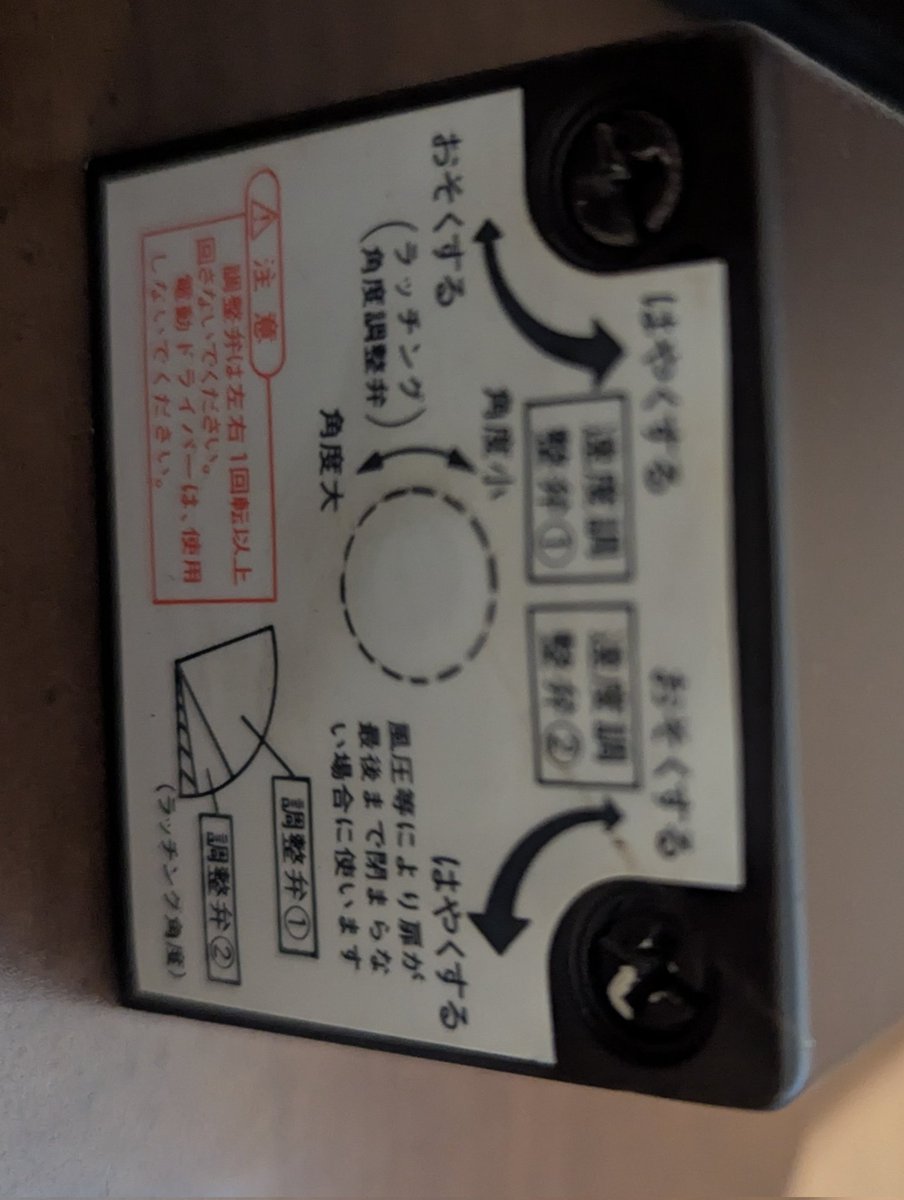 はやくする
おそくする
速度調
整弁①
速度調
整弁②
おそくする
はやくする
角度小
(ラッチング
角度調整弁)
角度大
風圧等により扉が
最後まで閉まらな
い場合に使います
⚠ 注意
調整弁は左右1回転以上
回さないでください。
電動ドライバーは、使用
しないでください。
調整弁①
調整弁②
(ラッチング角度)